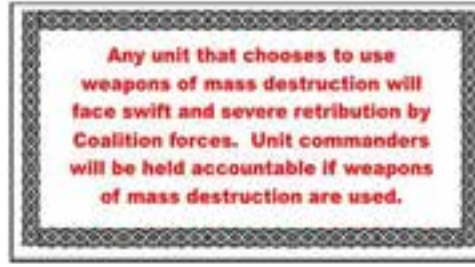 Any unit that chooses to use
weapons of mass destruction will
face swift and severe retribution by
Coalition forces.  Unit commanders
will be held accountable if weapons
of mass destruction are used.